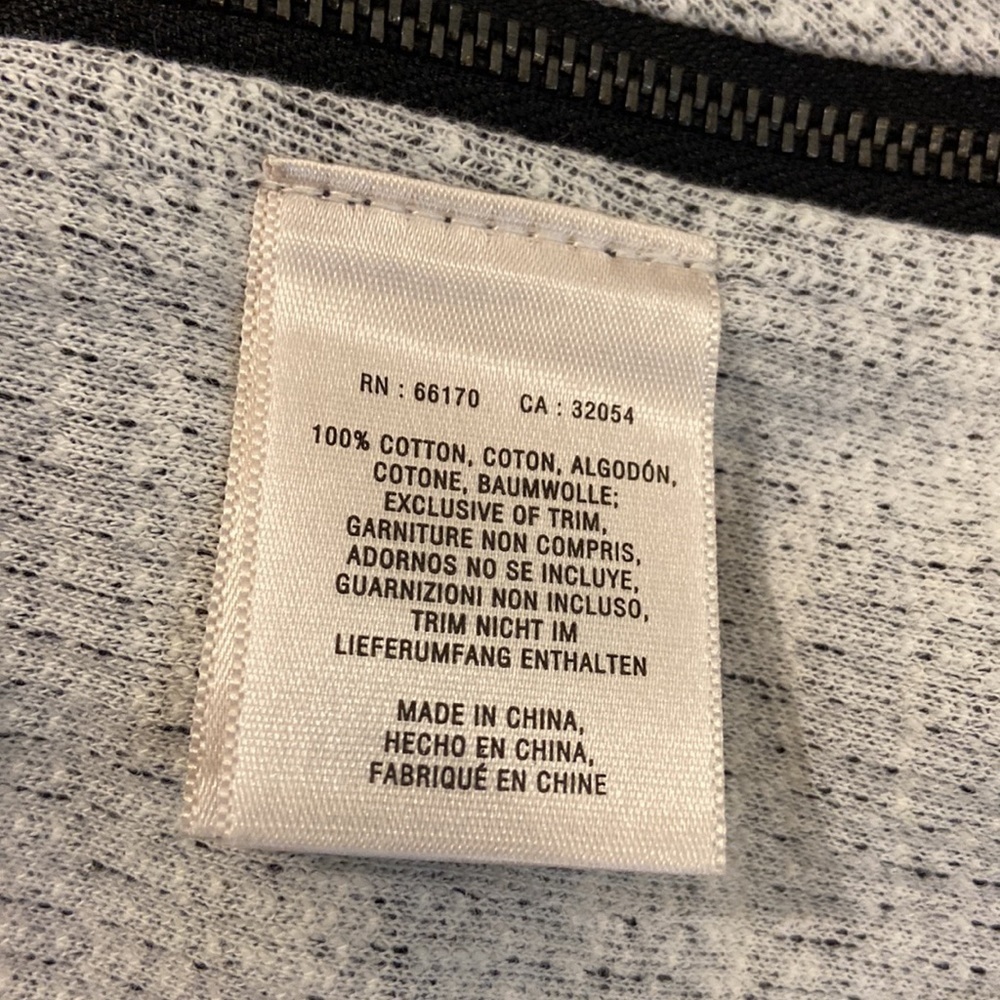 RN : 66170 CA : 32054
100% COTTON, COTON, ALGODÓN,
COTONE, BAUMWOLLE;
EXCLUSIVE OF TRIM,
GARNITURE NON COMPRIS,
ADORNOS NO SE INCLUYE,
GUARNIZIONI NON INCLUSO,
TRIM NICHT IM
LIEFERUMFANG ENTHALTEN
MADE IN CHINA,
HECHO EN CHINA,
FABRIQUÉ EN CHINE